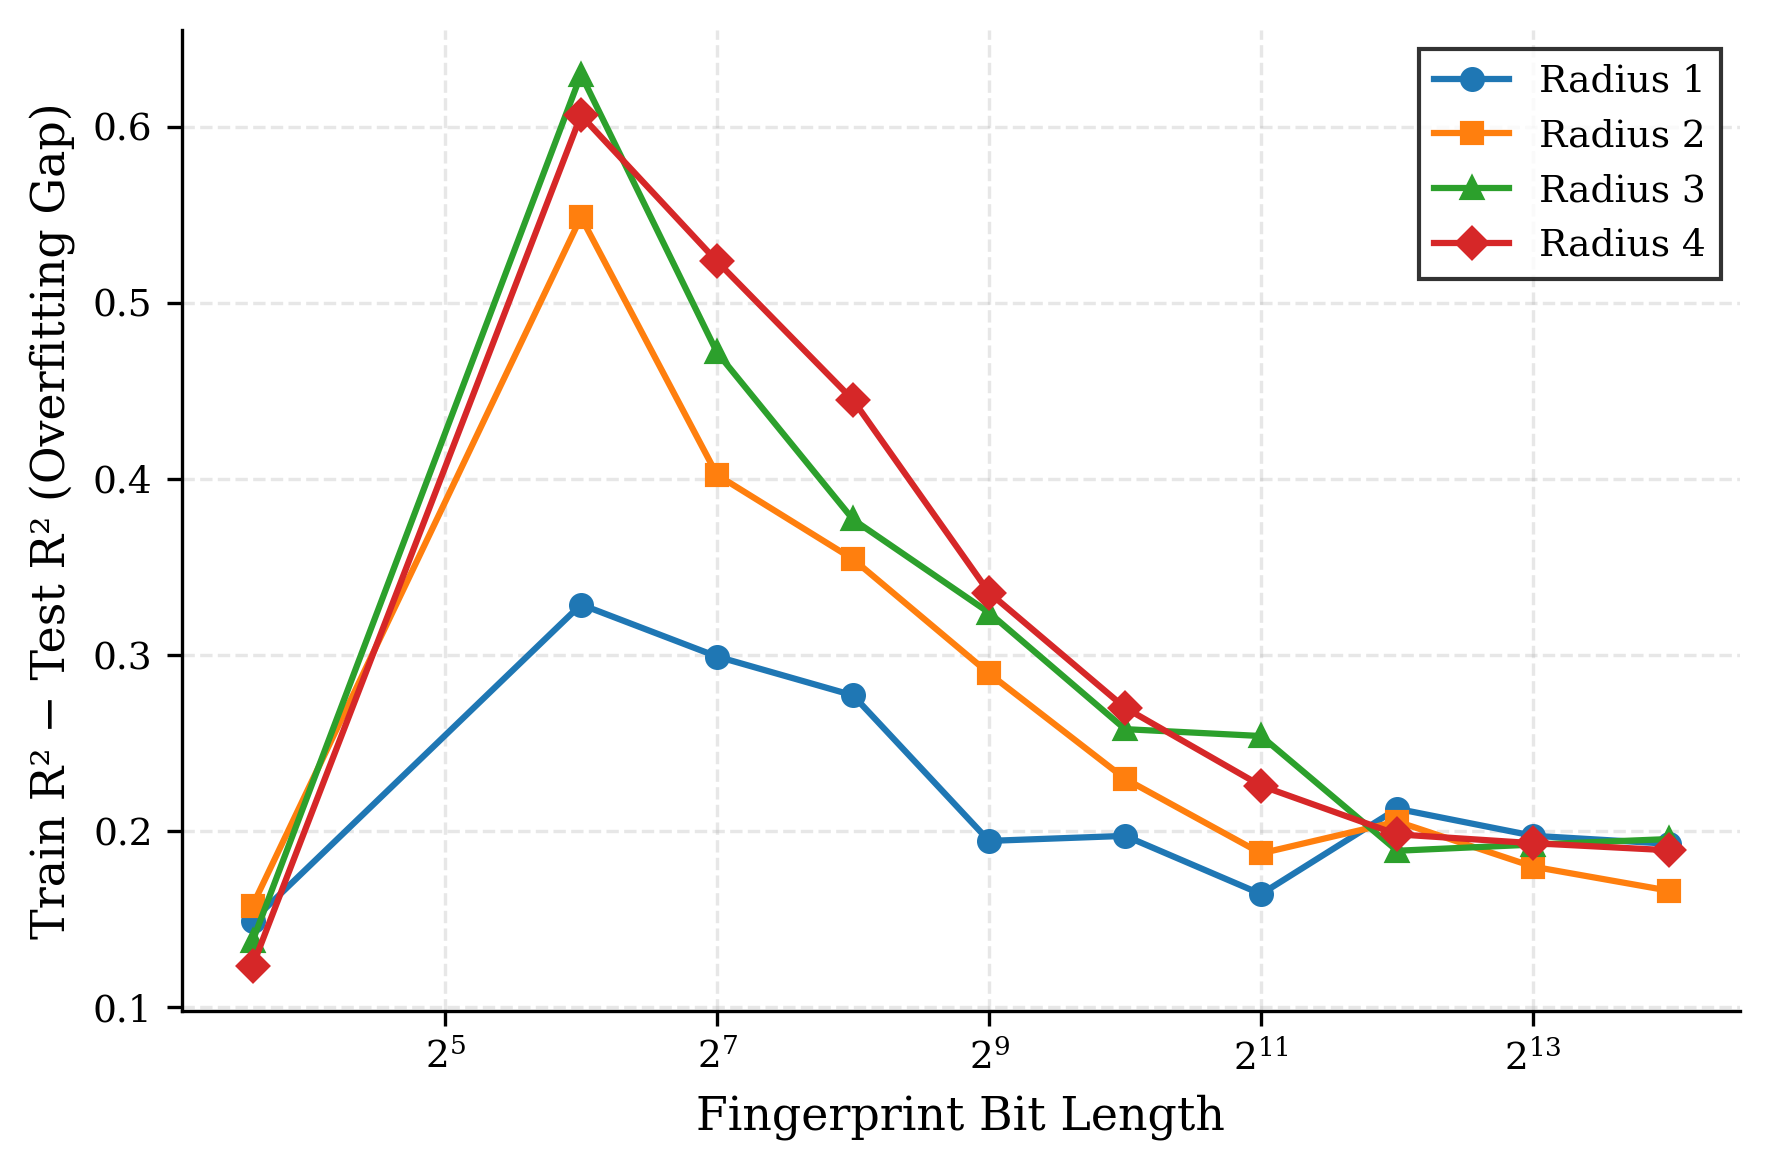 Train R² − Test R² (Overfitting Gap)
0.6
0.5
0.4
0.3
0.2
0.1
2⁵
2⁷
2⁹
2¹¹
2¹³
Fingerprint Bit Length
Radius 1
Radius 2
Radius 3
Radius 4